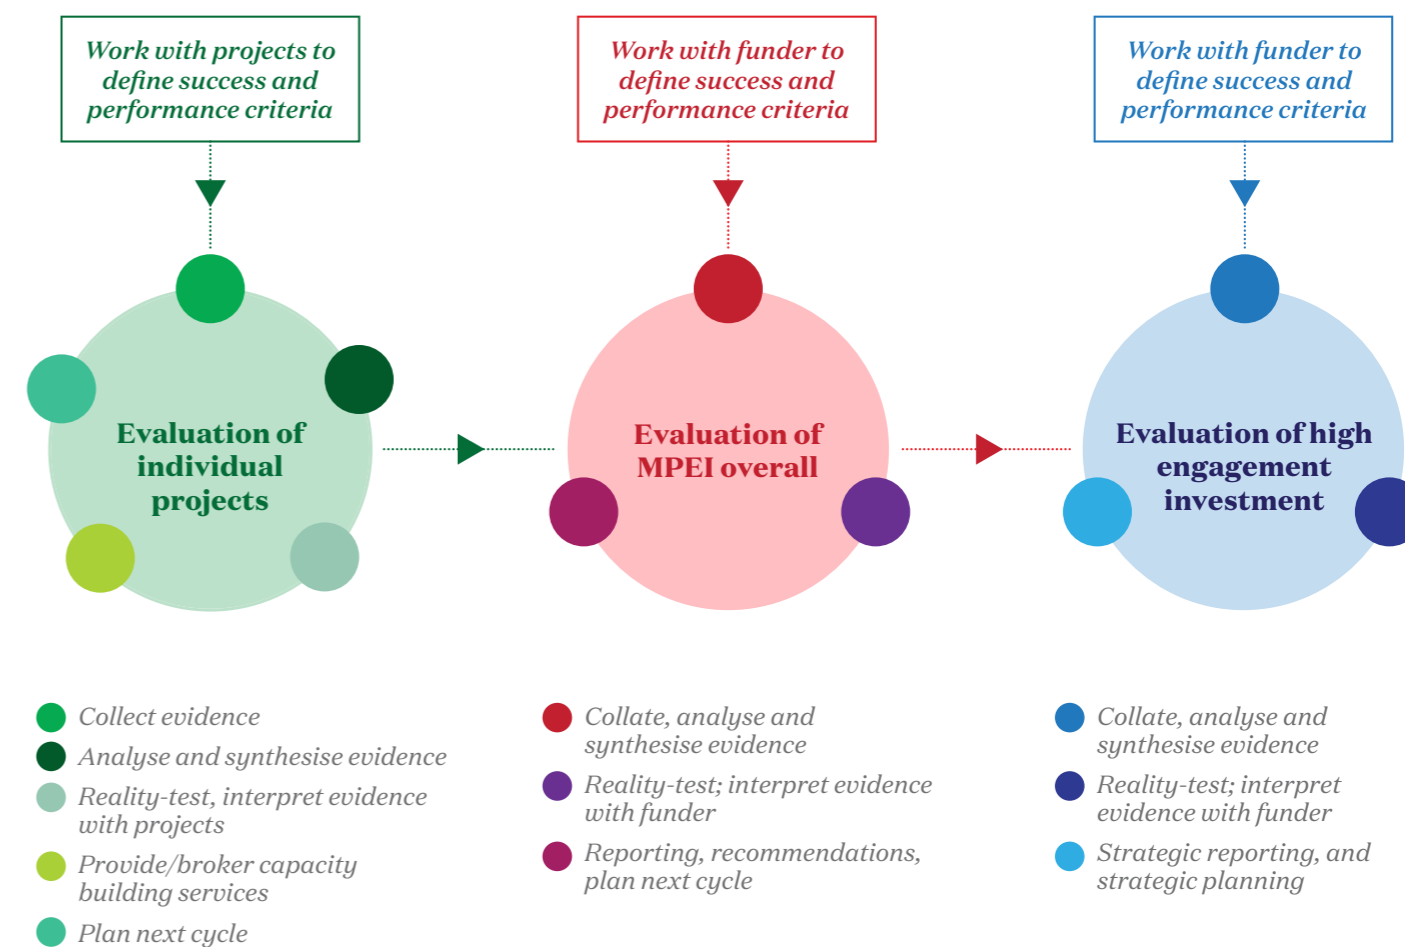 Work with projects to
define success and
performance criteria
Work with funder to
define success and
performance criteria
Work with funder to
define success and
performance criteria
Evaluation of
individual
projects
Evaluation of
MPEI overall
Evaluation of high
engagement
investment
Collect evidence
Analyse and synthesise evidence
Reality-test, interpret evidence
with projects
Provide/broker capacity
building services
Plan next cycle
Collate, analyse and
synthesise evidence
Reality-test; interpret evidence
with funder
Reporting, recommendations,
plan next cycle
Collate, analyse and
synthesise evidence
Reality-test; interpret
evidence with funder
Strategic reporting, and
strategic planning